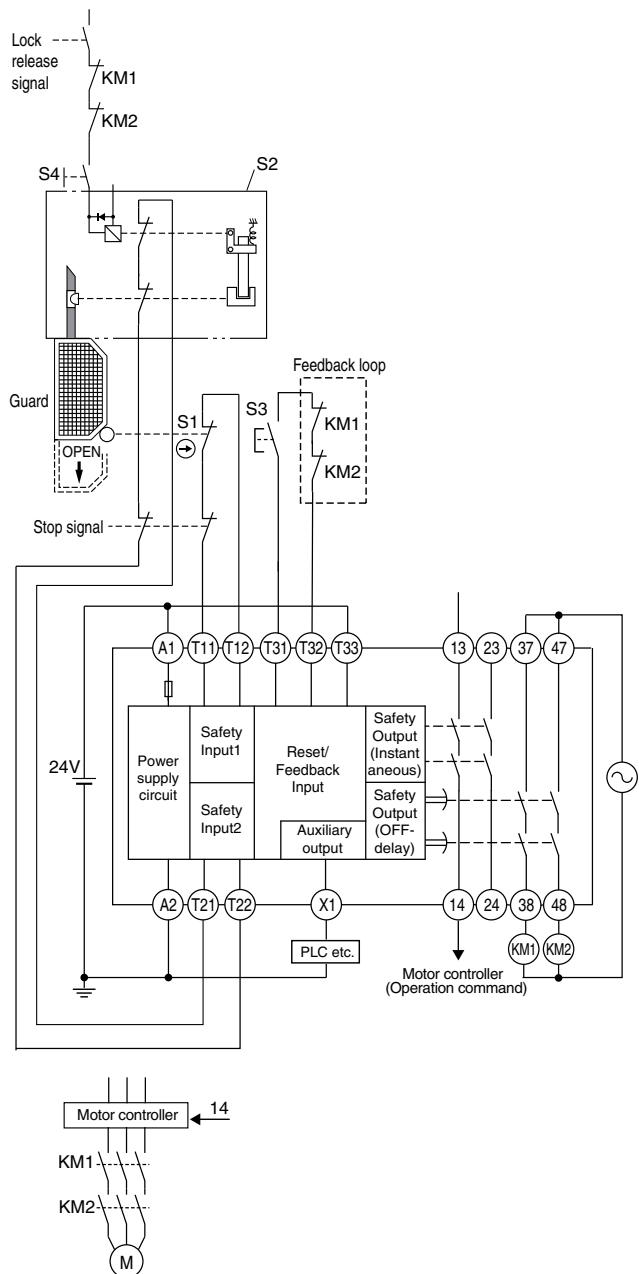 Lock
release
signal
KM1
KM2
S4
S2
Guard
OPEN
S1
S3
Feedback loop
KM1
KM2
Stop signal
A1
T11
T12
T31
T32
T33
13
23
37
47
24V
Power
supply
circuit
Safety
Input1
Safety
Input2
Reset/
Feedback
Input
Auxiliary
output
Safety
Output
(Instant
aneous)
Safety
Output
(OFF-
delay)
A2
T21
T22
X1
14
24
38
48
PLC etc.
KM1
KM2
Motor controller
(Operation command)
Motor controller
14
KM1
KM2
M